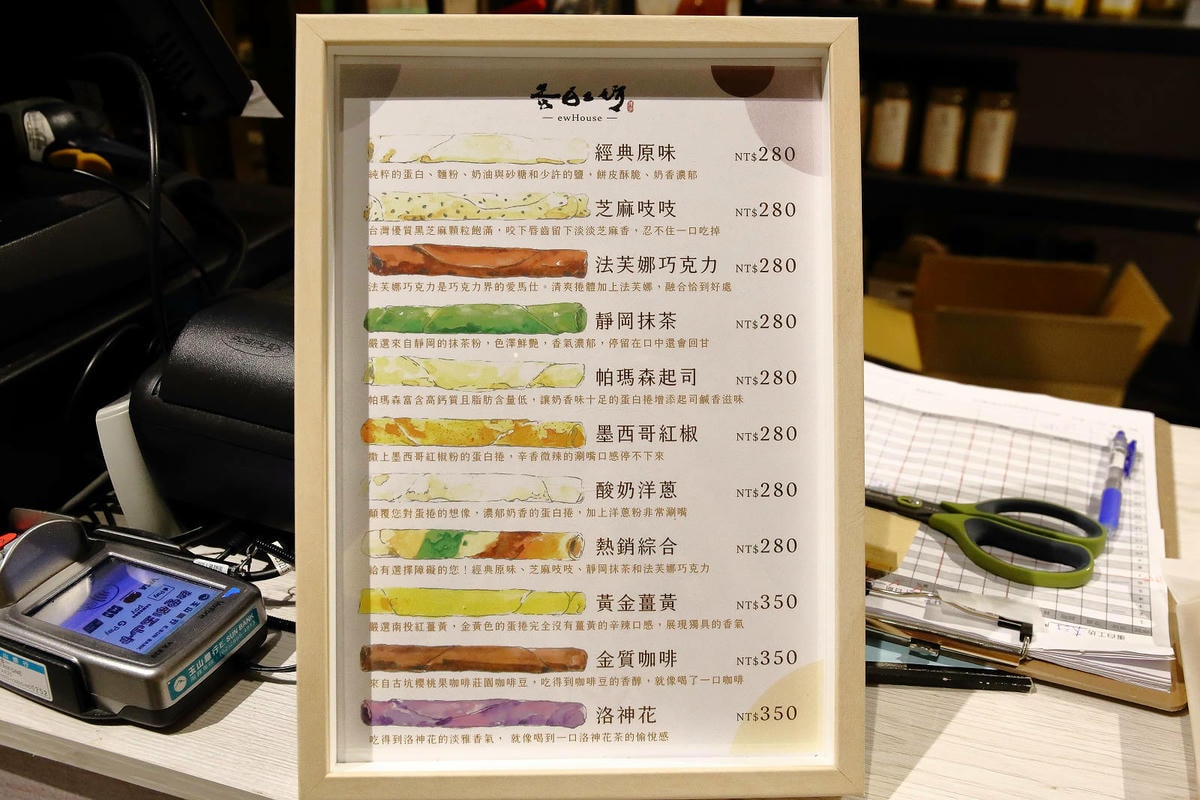 蛋白工坊
— ewHouse —
經典原味 NT$280
純粹的蛋白、麵粉、奶油與砂糖和少許的鹽，餅皮酥脆、奶香濃郁
芝麻吱吱 NT$280
台灣優質黑芝麻顆粒飽滿，咬下唇齒留下淡淡芝麻香，忍不住一口吃掉
法芙娜巧克力 NT$280
法芙娜巧克力是巧克力界的愛馬仕。清爽捲體加上法芙娜，融合恰到好處
靜岡抹茶 NT$280
嚴選來自靜岡的抹茶粉，色澤鮮艷，香氣濃郁，停留在口中還會回甘
帕瑪森起司 NT$280
帕瑪森富含高鈣質且脂肪含量低，讓奶香味十足的蛋白捲增添起司鹹香滋味
墨西哥紅椒 NT$280
撒上墨西哥紅椒粉的蛋白捲，辛香微辣的涮嘴口感停不下來
酸奶洋蔥 NT$280
顛覆您對蛋捲的想像，濃郁奶香的蛋白捲，加上洋蔥粉非常涮嘴
熱銷綜合 NT$280
給有選擇障礙的您！經典原味、芝麻吱吱、靜岡抹茶和法芙娜巧克力
黃金薑黃 NT$350
嚴選南投紅薑黃，金黃色的蛋捲完全沒有薑黃的辛辣口感，展現獨具的香氣
金質咖啡 NT$350
來自古坑櫻桃果咖啡莊園咖啡豆，吃得到咖啡豆的香醇，就像喝了一口咖啡
洛神花 NT$350
吃得到洛神花的淡雅香氣， 就像喝到一口洛神花茶的愉悅感
玉山銀行 E.SUN BANK
G Pay
蛋白工坊